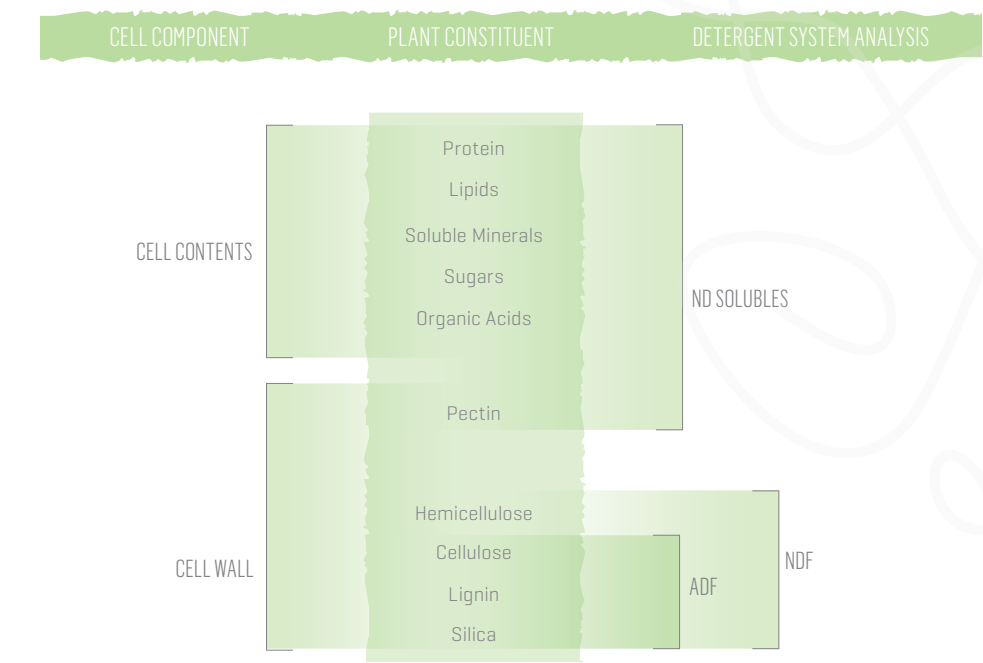 CELL COMPONENT
PLANT CONSTITUENT
DETERGENT SYSTEM ANALYSIS
Protein
Lipids
Soluble Minerals
CELL CONTENTS
Sugars
ND SOLUBLES
Organic Acids
Pectin
Hemicellulose
Cellulose
NDF
CELL WALL
ADF
Lignin
Silica